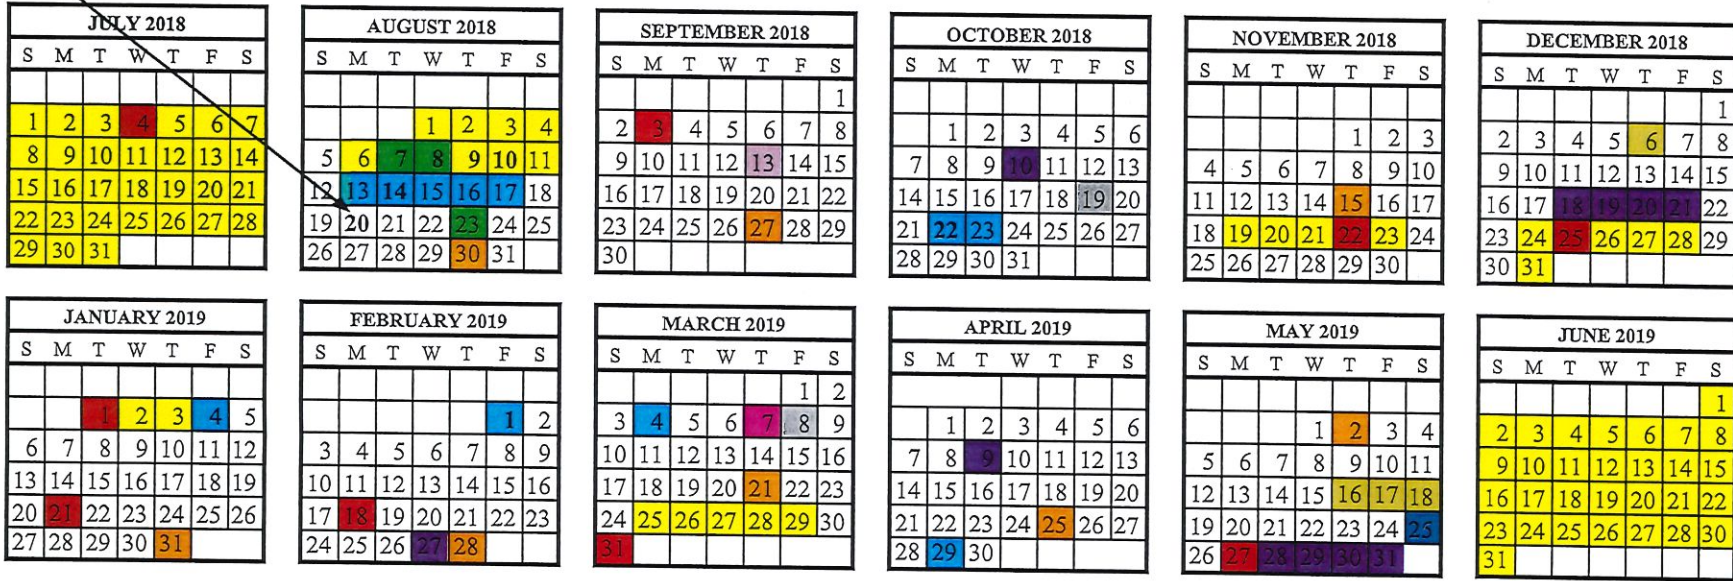 JULY 2018
S M T W T F S
1 2 3 4 5 6 7
8 9 10 11 12 13 14
15 16 17 18 19 20 21
22 23 24 25 26 27 28
29 30 31
AUGUST 2018
S M T W T F S
1 2 3 4
5 6 7 8 9 10 11
12 13 14 15 16 17 18
19 20 21 22 23 24 25
26 27 28 29 30 31
SEPTEMBER 2018
S M T W T F S
1
2 3 4 5 6 7 8
9 10 11 12 13 14 15
16 17 18 19 20 21 22
23 24 25 26 27 28 29
30
OCTOBER 2018
S M T W T F S
1 2 3 4 5 6
7 8 9 10 11 12 13
14 15 16 17 18 19 20
21 22 23 24 25 26 27
28 29 30 31
NOVEMBER 2018
S M T W T F S
1 2 3
4 5 6 7 8 9 10
11 12 13 14 15 16 17
18 19 20 21 22 23 24
25 26 27 28 29 30
DECEMBER 2018
S M T W T F S
1
2 3 4 5 6 7 8
9 10 11 12 13 14 15
16 17 18 19 20 21 22
23 24 25 26 27 28 29
30 31
JANUARY 2019
S M T W T F S
1 2 3 4 5
6 7 8 9 10 11 12
13 14 15 16 17 18 19
20 21 22 23 24 25 26
27 28 29 30 31
FEBRUARY 2019
S M T W T F S
1 2
3 4 5 6 7 8 9
10 11 12 13 14 15 16
17 18 19 20 21 22 23
24 25 26 27 28
MARCH 2019
S M T W T F S
1 2
3 4 5 6 7 8 9
10 11 12 13 14 15 16
17 18 19 20 21 22 23
24 25 26 27 28 29 30
31
APRIL 2019
S M T W T F S
1 2 3 4 5 6
7 8 9 10 11 12 13
14 15 16 17 18 19 20
21 22 23 24 25 26 27
28 29 30
MAY 2019
S M T W T F S
1 2 3 4
5 6 7 8 9 10 11
12 13 14 15 16 17 18
19 20 21 22 23 24 25
26 27 28 29 30 31
JUNE 2019
S M T W T F S
1
2 3 4 5 6 7 8
9 10 11 12 13 14 15
16 17 18 19 20 21 22
23 24 25 26 27 28 30
31